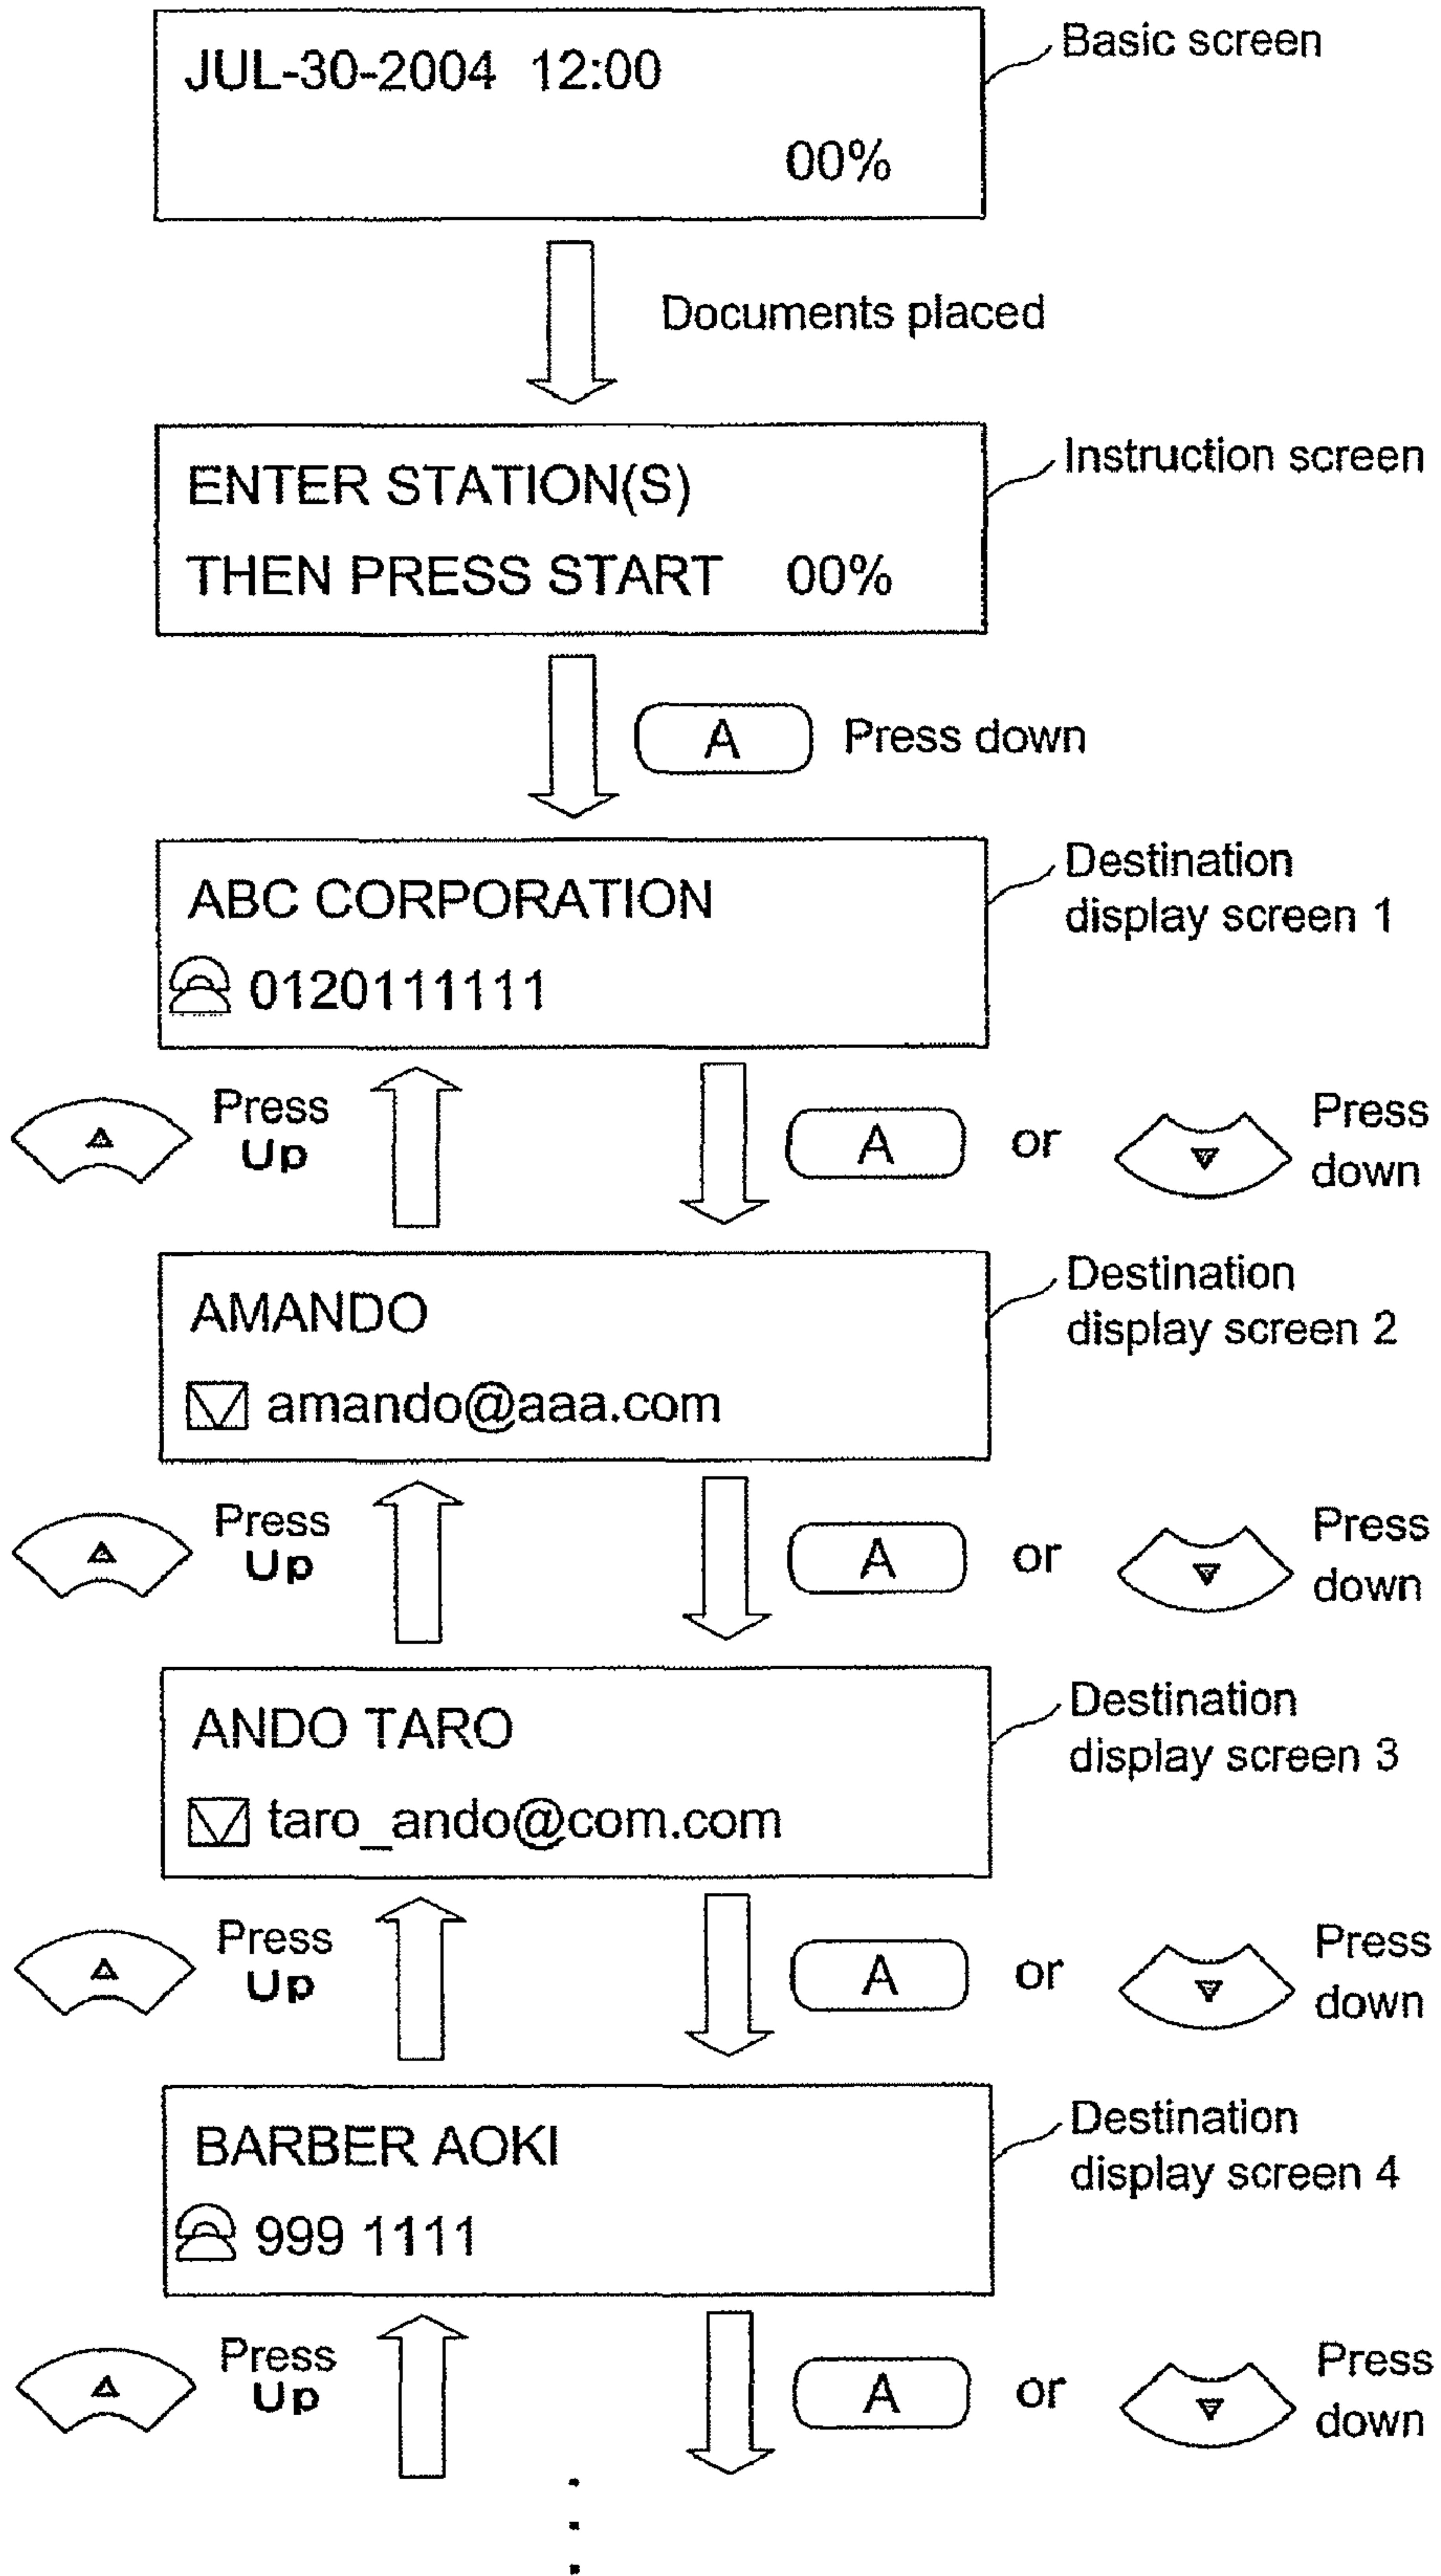 JUL-30-2004 12:00
00%
Basic screen
Documents placed
ENTER STATION(S)
THEN PRESS START 00%
Instruction screen
A Press down
ABC CORPORATION
0120111111
Destination
display screen 1
Press
Up
A or Press
down
AMANDO
amando@aaa.com
Destination
display screen 2
Press
Up
A or Press
down
ANDO TARO
taro_ando@com.com
Destination
display screen 3
Press
Up
A or Press
down
BARBER AOKI
999 1111
Destination
display screen 4
Press
Up
A or Press
down